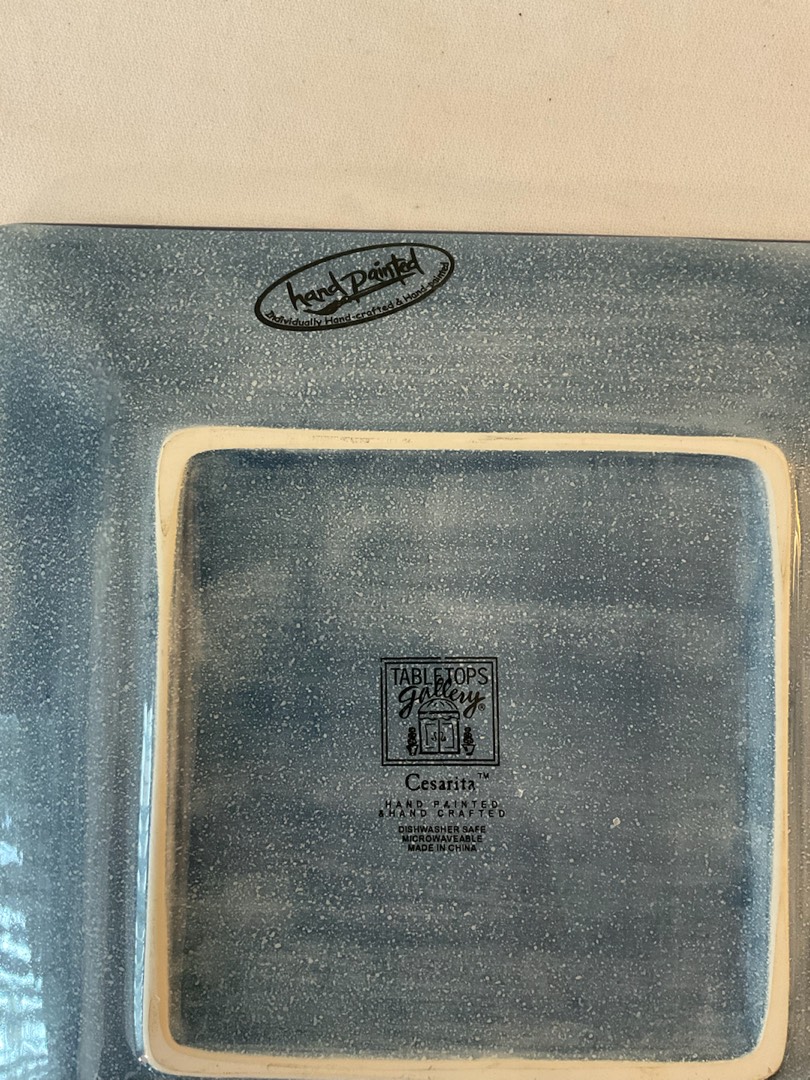 hand painted
Individually Hand-crafted & Hand-painted
TABLETOPS
gallery®
Cesarita™
HAND PAINTED
& HAND CRAFTED
DISHWASHER SAFE
MICROWAVEABLE
MADE IN CHINA